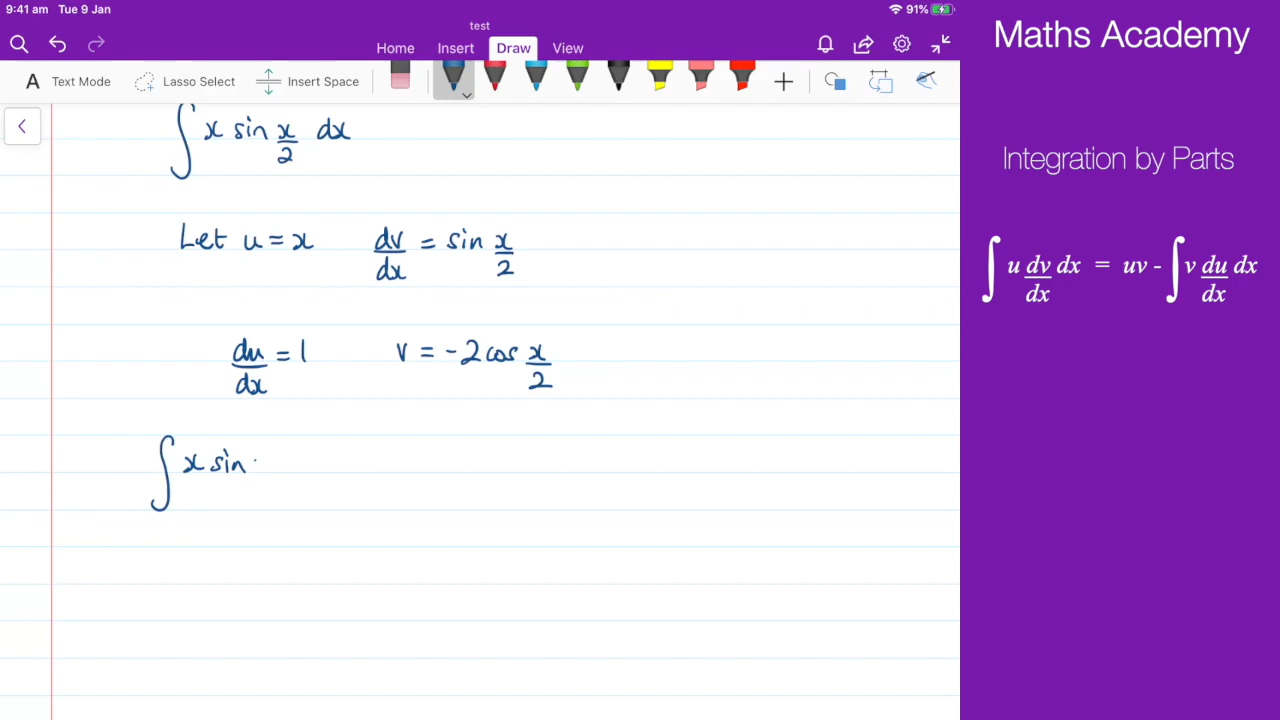 9:41 am Tue 9 Jan
91%
test
Home Insert Draw View
A Text Mode Lasso Select Insert Space
∫ x sin x/2 dx
Let u = x dv/dx = sin x/2
du/dx = 1 v = -2 cos x/2
∫ x sin
Maths Academy
Integration by Parts
∫ u dv/dx dx = uv - ∫ v du/dx dx